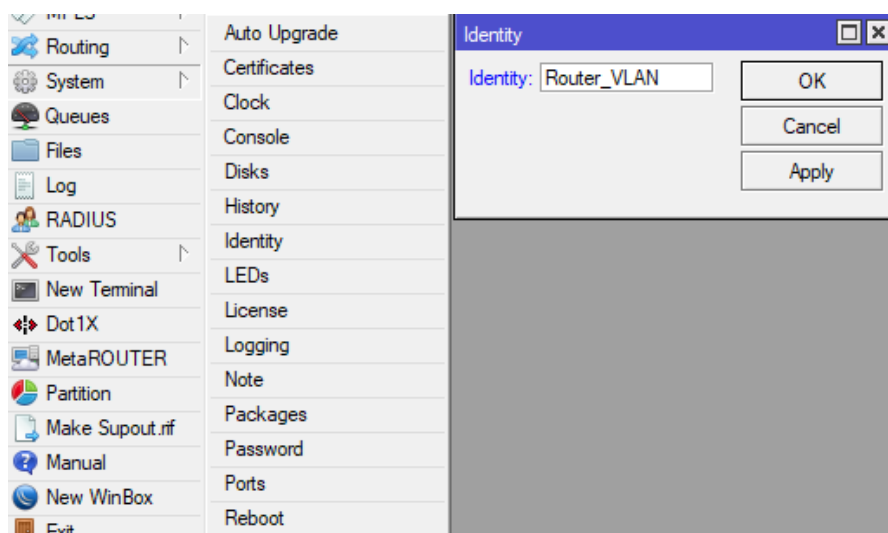 MPLS
Routing
System
Queues
Files
Log
RADIUS
Tools
New Terminal
Dot1X
MetaROUTER
Partition
Make Supout.rif
Manual
New WinBox
Exit
Auto Upgrade
Certificates
Clock
Console
Disks
History
Identity
LEDs
License
Logging
Note
Packages
Password
Ports
Reboot
Identity
Identity: Router_VLAN
OK
Cancel
Apply